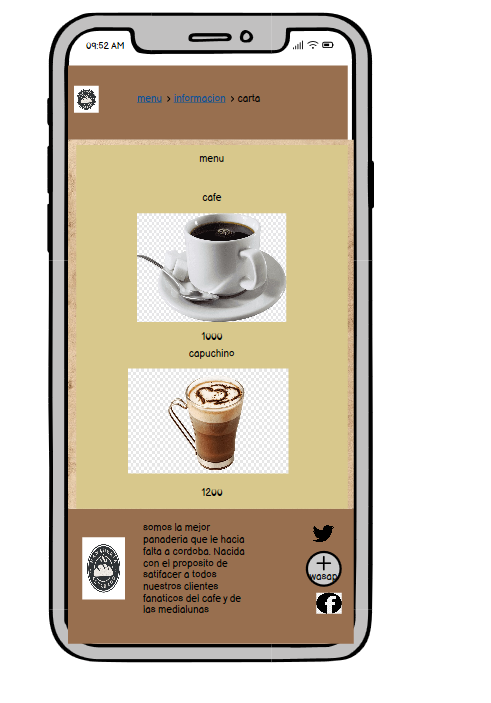 09:52 AM
menu > informacion > carta
menu
cafe
1000
capuchino
1200
somos la mejor
panaderia que le hacia
falta a cordoba. Nacida
con el proposito de
satifacer a todos
nuestros clientes
fanaticos del cafe y de
las medialunas
wasap